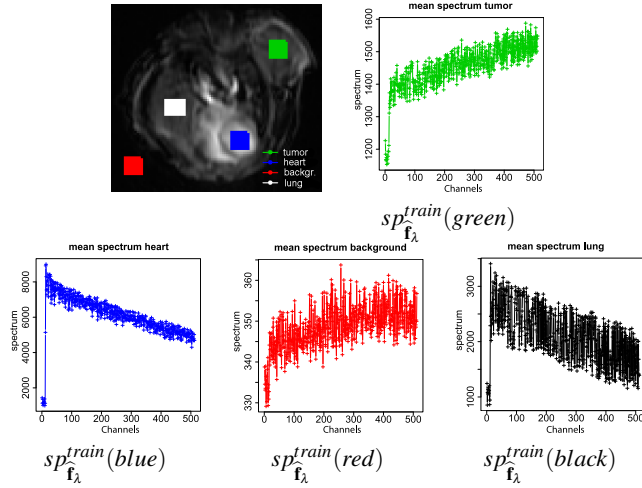 tumor
heart
backgr.
lung
mean spectrum tumor
spectrum
1200 1300 1400 1500 1600
0 100 200 300 400 500
Channels
sp^{train}_{\widehat{f}_λ}(green)
mean spectrum heart
spectrum
2000 4000 6000 8000
0 100 200 300 400 500
Channels
sp^{train}_{\widehat{f}_λ}(blue)
mean spectrum background
spectrum
330 340 350 360
0 100 200 300 400 500
Channels
sp^{train}_{\widehat{f}_λ}(red)
mean spectrum lung
spectrum
1000 2000 3000
0 100 200 300 400 500
Channels
sp^{train}_{\widehat{f}_λ}(black)